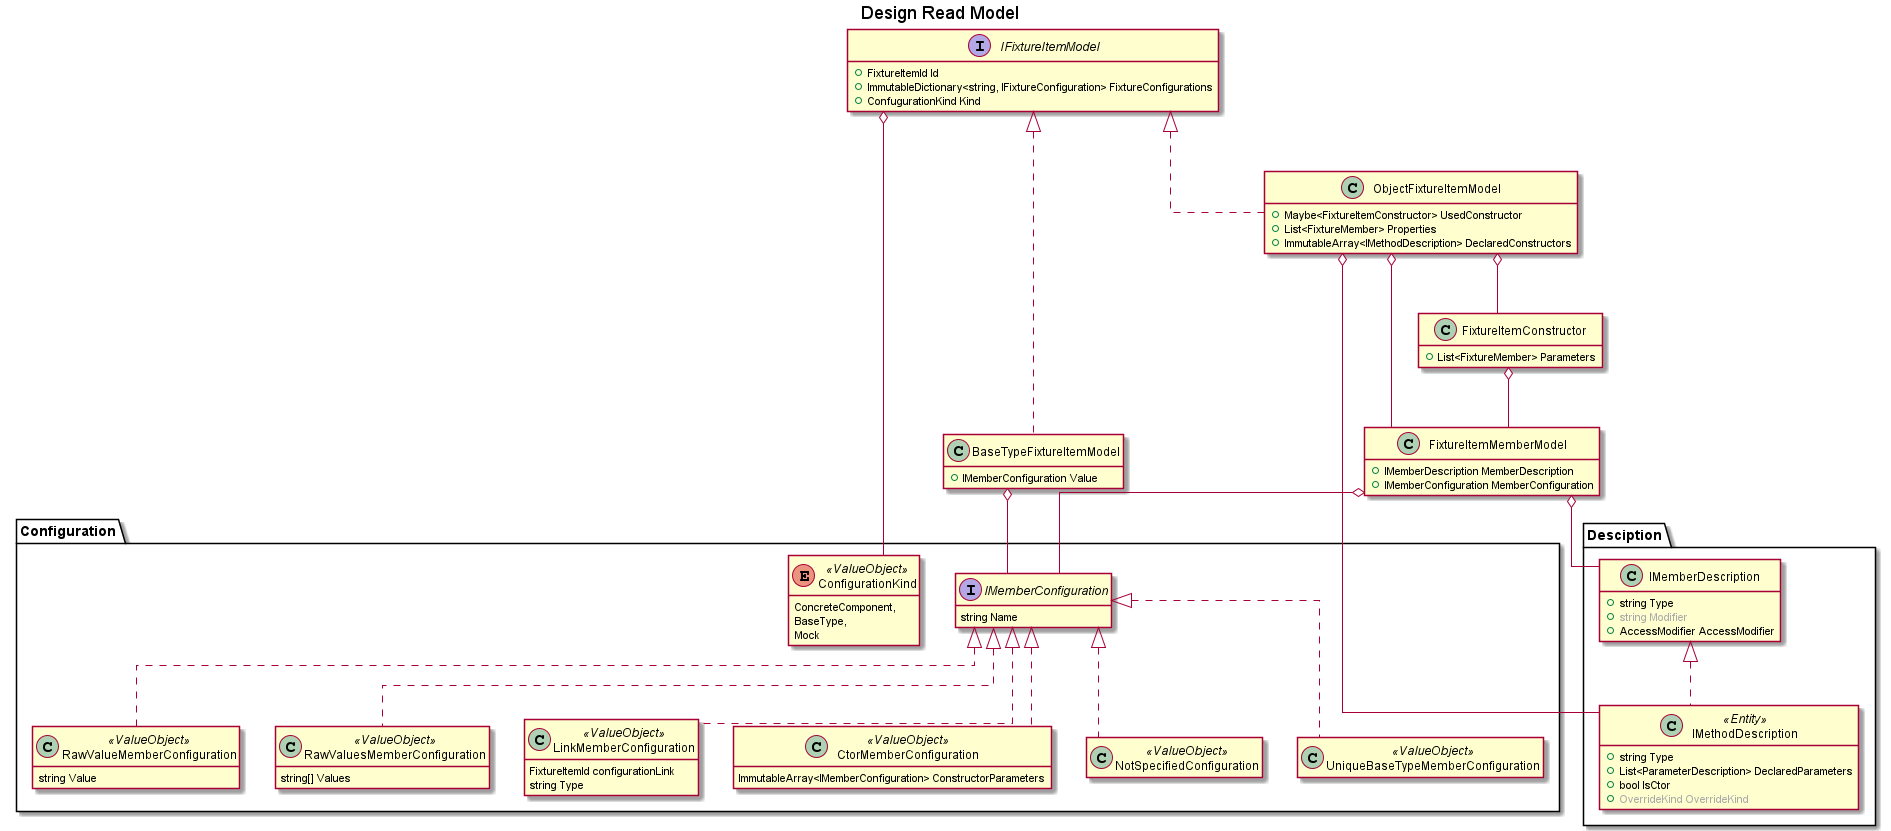 Design Read Model
I
IFixtureItemModel
FixtureItemId Id
ImmutableDictionary<string, IFixtureConfiguration> FixtureConfigurations
ConfugurationKind Kind
C
ObjectFixtureItemModel
Maybe<FixtureItemConstructor> UsedConstructor
List<FixtureMember> Properties
ImmutableArray<IMethodDescription> DeclaredConstructors
C
FixtureItemConstructor
List<FixtureMember> Parameters
C
BaseTypeFixtureItemModel
IMemberConfiguration Value
C
FixtureItemMemberModel
IMemberDescription MemberDescription
IMemberConfiguration MemberConfiguration
Configuration
E
«ValueObject»
ConfigurationKind
ConcreteComponent,
BaseType,
Mock
I
IMemberConfiguration
string Name
C
«ValueObject»
RawValueMemberConfiguration
string Value
C
«ValueObject»
RawValuesMemberConfiguration
string[] Values
C
«ValueObject»
LinkMemberConfiguration
FixtureItemId configurationLink
string Type
C
«ValueObject»
CtorMemberConfiguration
ImmutableArray<IMemberConfiguration> ConstructorParameters
C
«ValueObject»
NotSpecifiedConfiguration
C
«ValueObject»
UniqueBaseTypeMemberConfiguration
Desciption
C
IMemberDescription
string Type
string Modifier
AccessModifier AccessModifier
C
«Entity»
IMethodDescription
string Type
List<ParameterDescription> DeclaredParameters
bool IsCtor
OverrideKind OverrideKind